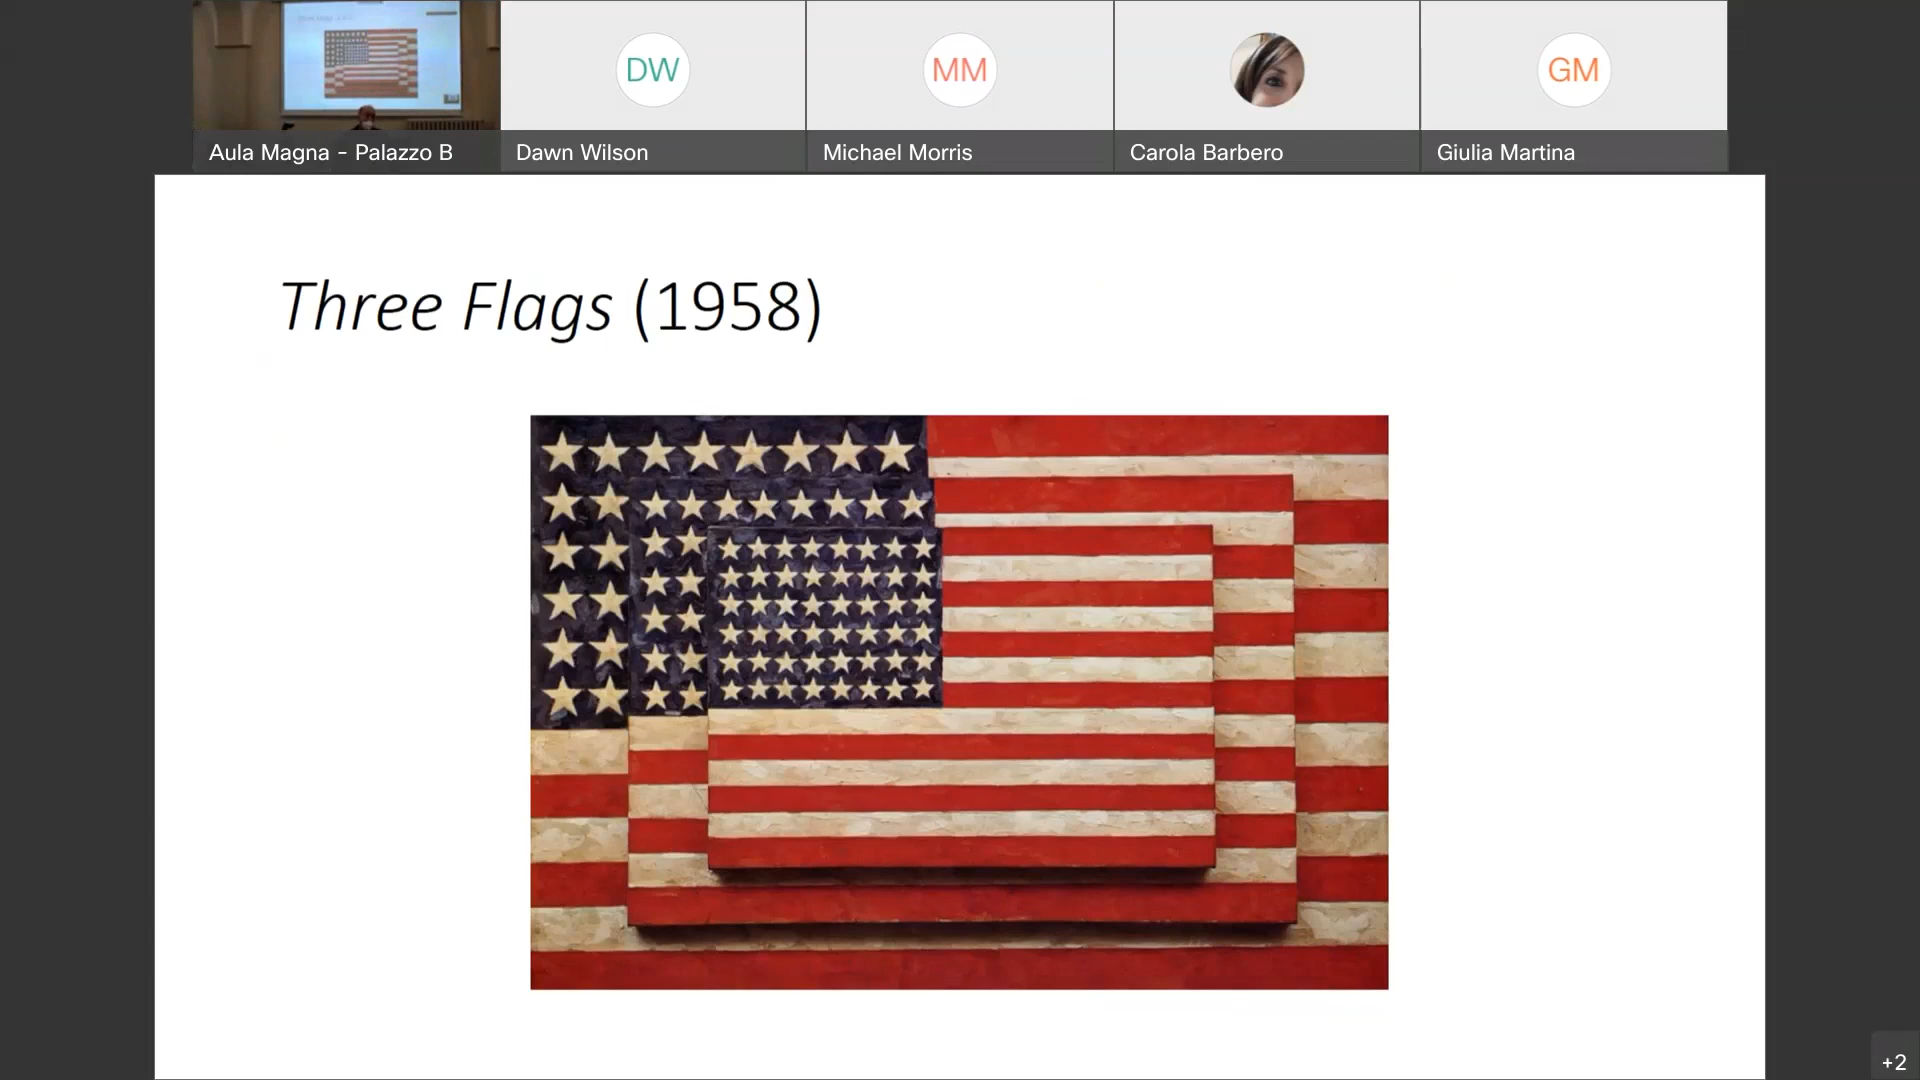 DW
MM
GM
Aula Magna - Palazzo B
Dawn Wilson
Michael Morris
Carola Barbero
Giulia Martina
Three Flags (1958)
+2